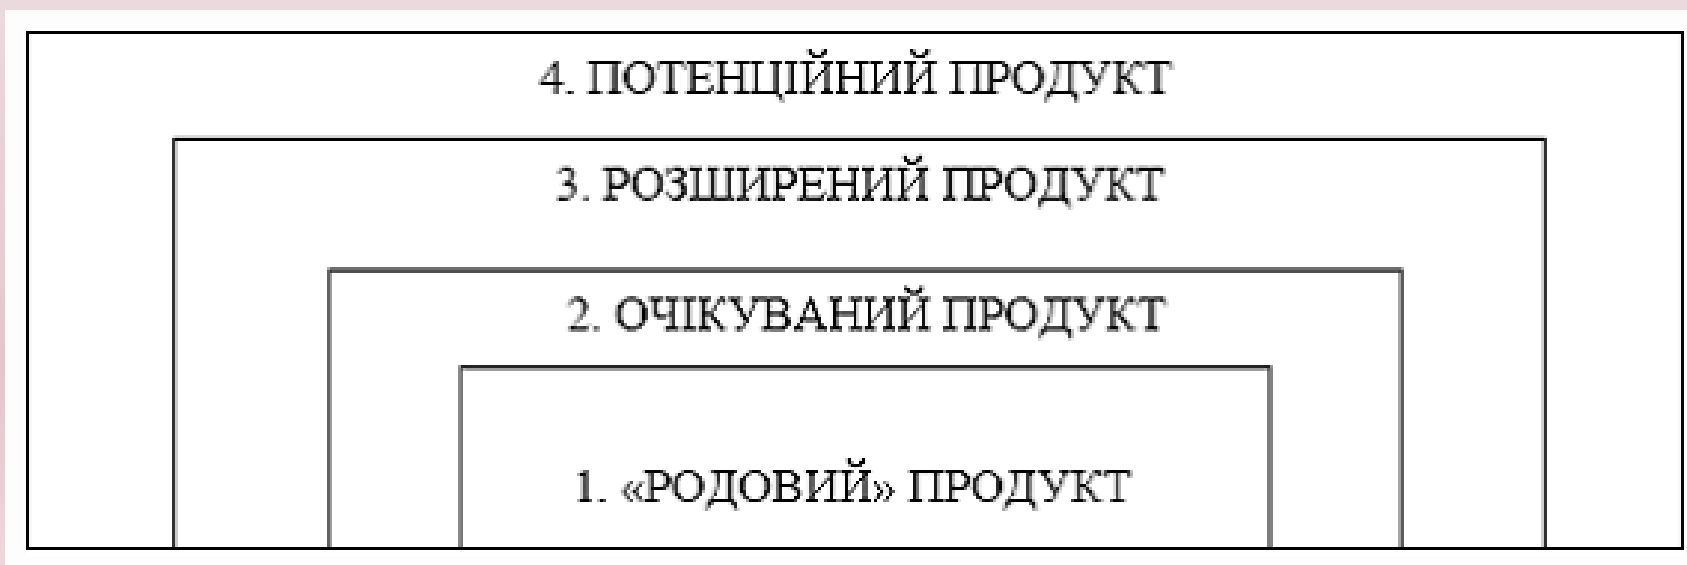 4. ПОТЕНЦІЙНИЙ ПРОДУКТ
3. РОЗШИРЕНИЙ ПРОДУКТ
2. ОЧІКУВАНИЙ ПРОДУКТ
1. «РОДОВИЙ» ПРОДУКТ